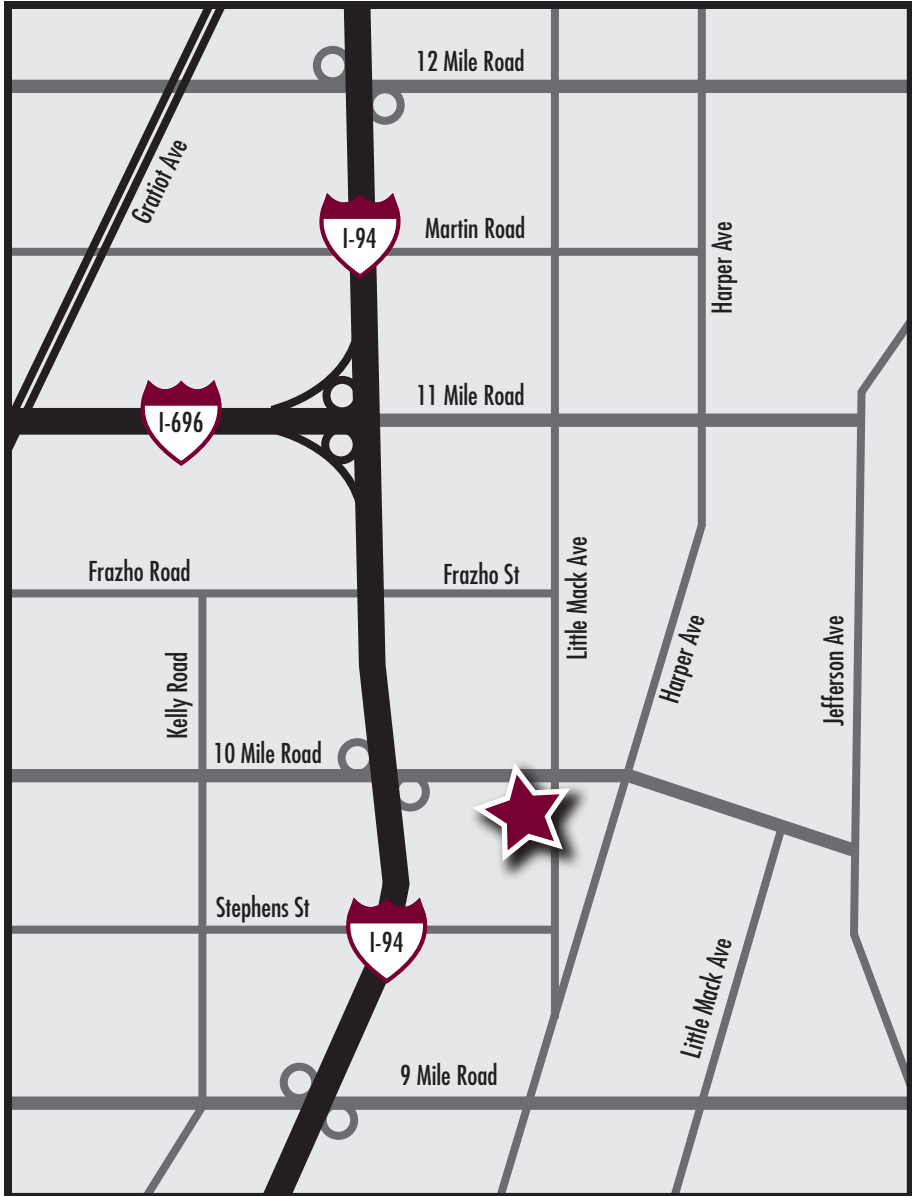 12 Mile Road
Gratiot Ave
I-94
Martin Road
Harper Ave
11 Mile Road
I-696
Frazho Road
Frazho St
Little Mack Ave
Harper Ave
Jefferson Ave
Kelly Road
10 Mile Road
Stephens St
I-94
Little Mack Ave
9 Mile Road